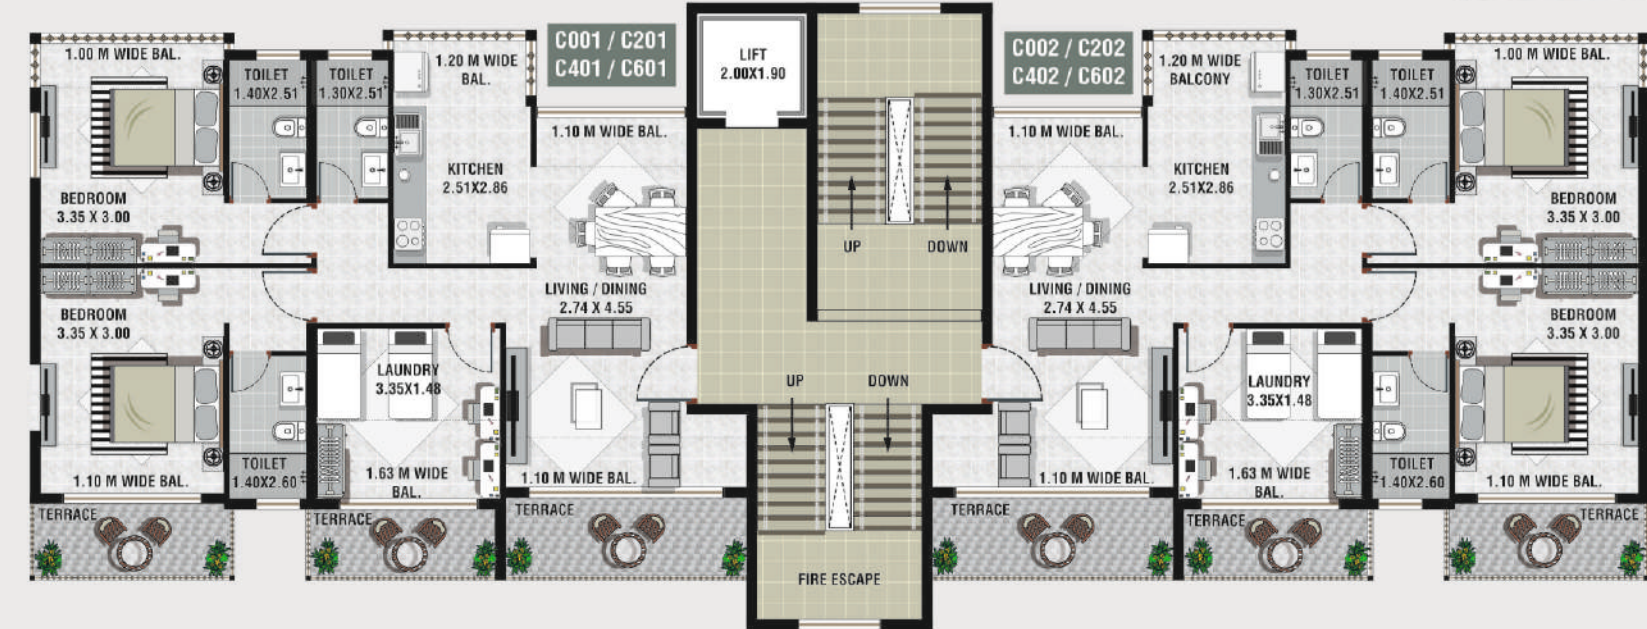 1.00 M WIDE BAL.
TOILET
1.40X2.51
TOILET
1.30X2.51
1.20 M WIDE
BAL.
C001 / C201
C401 / C601
LIFT
2.00X1.90
C002 / C202
C402 / C602
1.20 M WIDE
BALCONY
TOILET
1.30X2.51
TOILET
1.40X2.51
1.00 M WIDE BAL.
1.10 M WIDE BAL.
1.10 M WIDE BAL.
KITCHEN
2.51X2.86
KITCHEN
2.51X2.86
BEDROOM
3.35 X 3.00
UP
DOWN
BEDROOM
3.35 X 3.00
BEDROOM
3.35 X 3.00
LIVING / DINING
2.74 X 4.55
LIVING / DINING
2.74 X 4.55
BEDROOM
3.35 X 3.00
LAUNDRY
3.35X1.48
UP
DOWN
LAUNDRY
3.35X1.48
TOILET
1.40X2.60
1.10 M WIDE BAL.
1.63 M WIDE
BAL.
1.10 M WIDE BAL.
1.10 M WIDE BAL.
1.63 M WIDE
BAL.
TOILET
1.40X2.60
1.10 M WIDE BAL.
TERRACE
TERRACE
TERRACE
TERRACE
TERRACE
TERRACE
FIRE ESCAPE